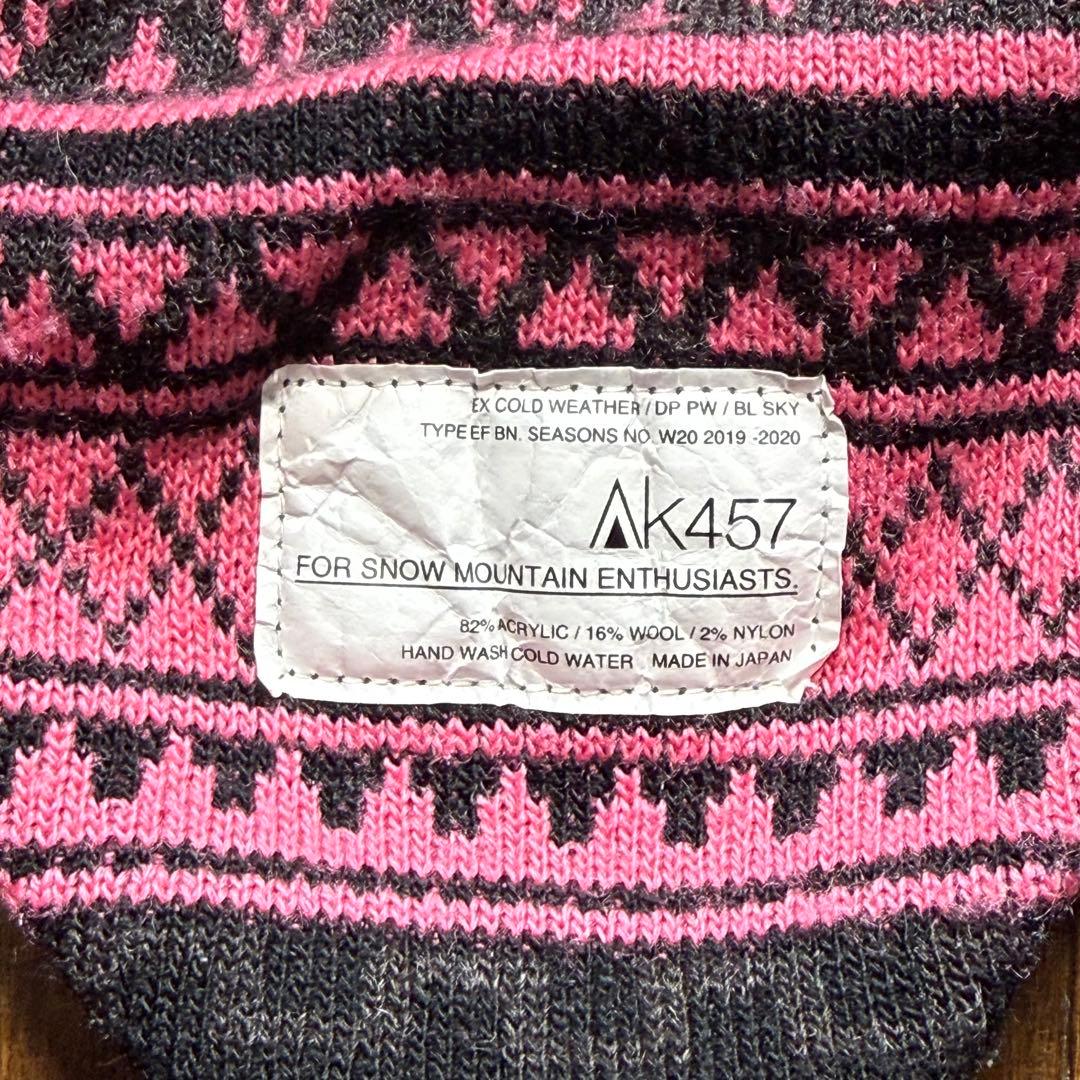 EX COLD WEATHER / DP PW / BL SKY
TYPE EF BN. SEASONS NO. W20 2019 -2020
Ak457
FOR SNOW MOUNTAIN ENTHUSIASTS.
82% ACRYLIC / 16% WOOL / 2% NYLON
HAND WASH COLD WATER MADE IN JAPAN